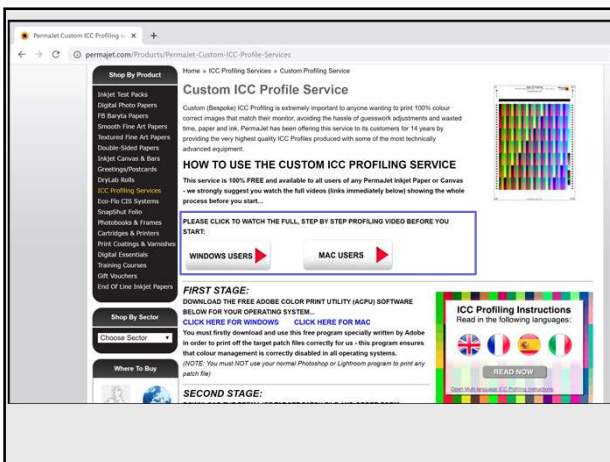 PermaJet Custom ICC Profiling S
permajet.com/Products/PermaJet-Custom-ICC-Profile-Services
Shop By Product
Inkjet Test Packs
Digital Photo Papers
FB Baryta Papers
Smooth Fine Art Papers
Textured Fine Art Papers
Double-Sided Papers
Inkjet Canvas & Bars
Greetings/Postcards
DryLab Rolls
ICC Profiling Services
Eco-Flo CIS Systems
SnapShut Folio
Photobooks & Frames
Cartridges & Printers
Print Coatings & Varnishes
Digital Essentials
Training Courses
Gift Vouchers
End Of Line Inkjet Papers
Shop By Sector
Choose Sector
Where To Buy
Home » ICC Profiling Services » Custom Profiling Service
Custom ICC Profile Service
Custom (Bespoke) ICC Profiling is extremely important to anyone wanting to print 100% colour
correct images that match their monitor, avoiding the hassle of guesswork adjustments and wasted
time, paper and ink. PermaJet has been offering this service to its customers for 14 years by
providing the very highest quality ICC Profiles produced with some of the most technically
advanced equipment.
HOW TO USE THE CUSTOM ICC PROFILING SERVICE
This service is 100% FREE and available to all users of any PermaJet Inkjet Paper or Canvas
- we strongly suggest you watch the full videos (links immediately below) showing the whole
process before you start...
PLEASE CLICK TO WATCH THE FULL, STEP BY STEP PROFILING VIDEO BEFORE YOU
START:
WINDOWS USERS
MAC USERS
FIRST STAGE:
DOWNLOAD THE FREE ADOBE COLOR PRINT UTILITY (ACPU) SOFTWARE
BELOW FOR YOUR OPERATING SYSTEM...
CLICK HERE FOR WINDOWS CLICK HERE FOR MAC
You must firstly download and use this free program specially written by Adobe
in order to print off the target patch files correctly for us - this program ensures
that colour management is correctly disabled in all operating systems.
(NOTE: You must NOT use your normal Photoshop or Lightroom program to print any
patch file)
SECOND STAGE:
ICC Profiling Instructions
Read in the following languages:
READ NOW
Open Multi-language ICC Profiling Instructions